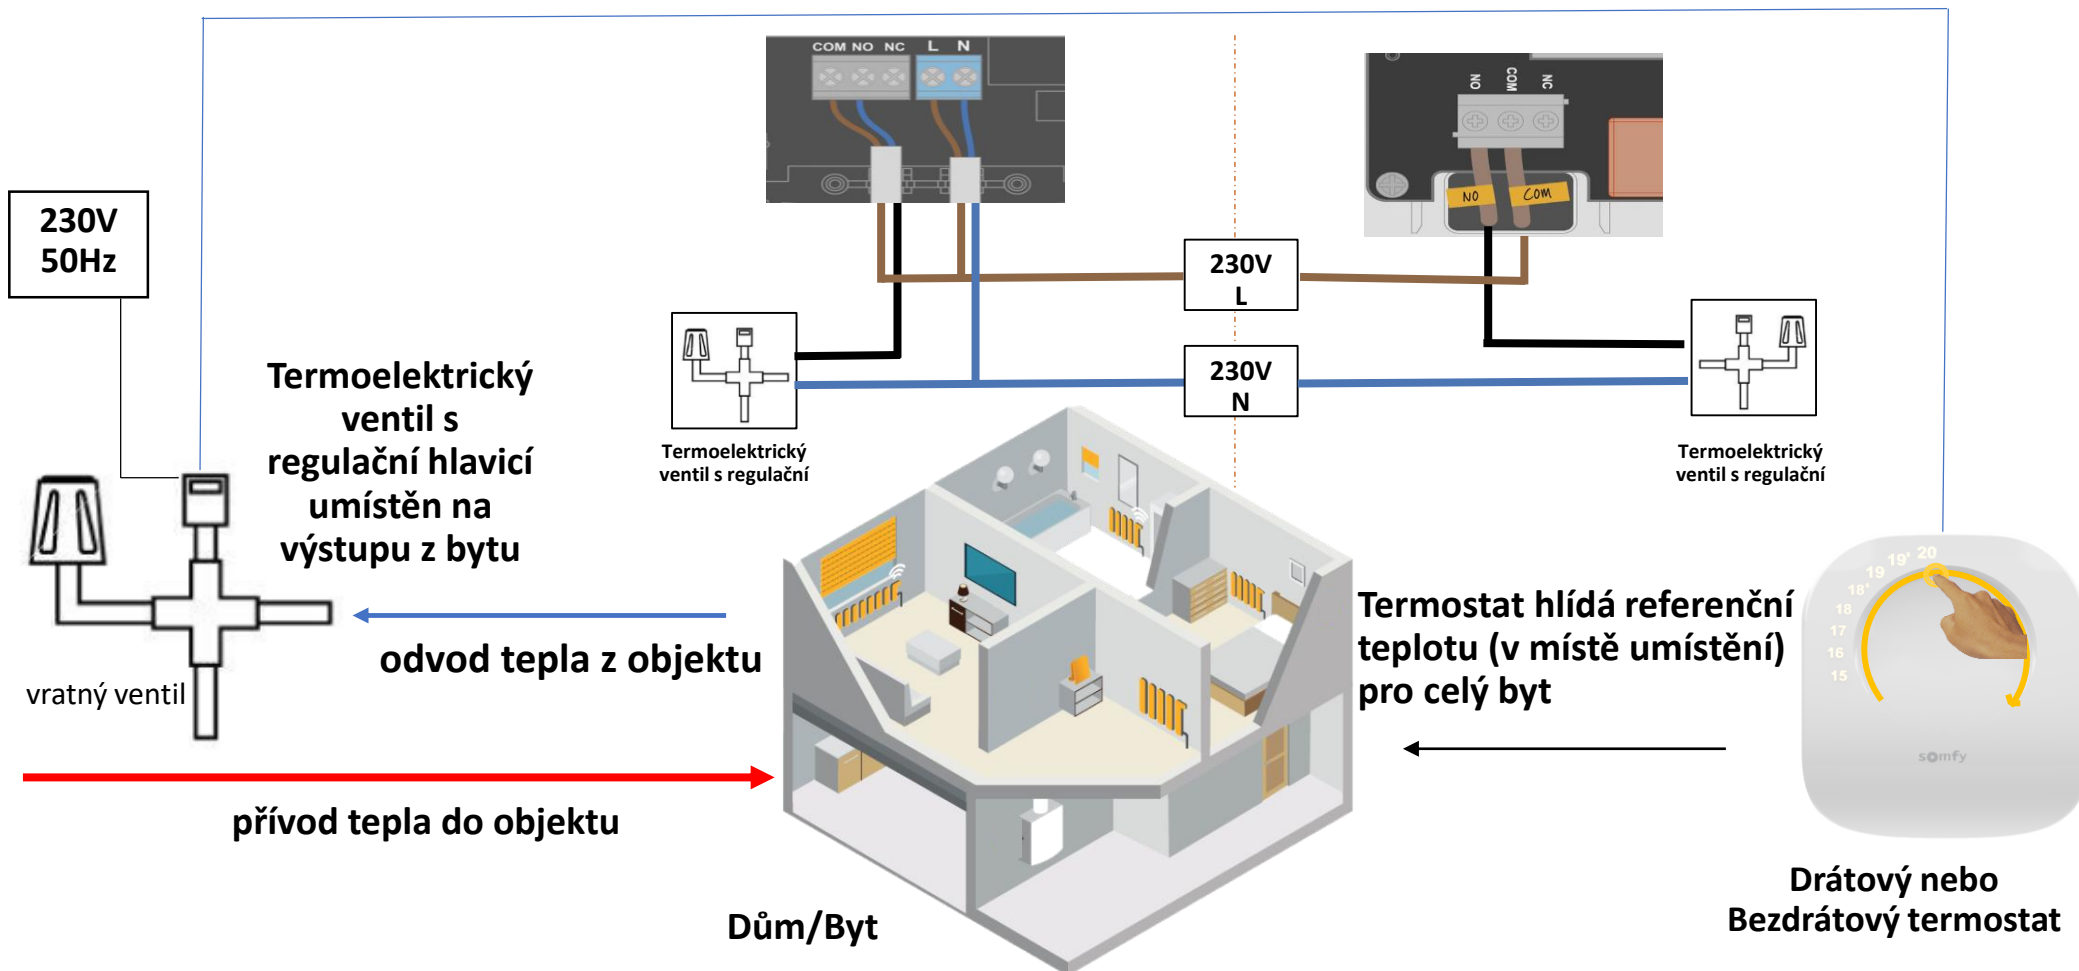 COM NO NC L N
NO COM NC
NO COM
230V
50Hz
230V
L
230V
N
Termoelektrický
ventil s regulační
Termoelektrický
ventil s regulační
Termoelektrický
ventil s
regulační hlavicí
umístěn na
výstupu z bytu
odvod tepla z objektu
vratný ventil
přívod tepla do objektu
Dům/Byt
Termostat hlídá referenční
teplotu (v místě umístění)
pro celý byt
15
16
17
18
18'
19
19'
20
somfy
Drátový nebo
Bezdrátový termostat